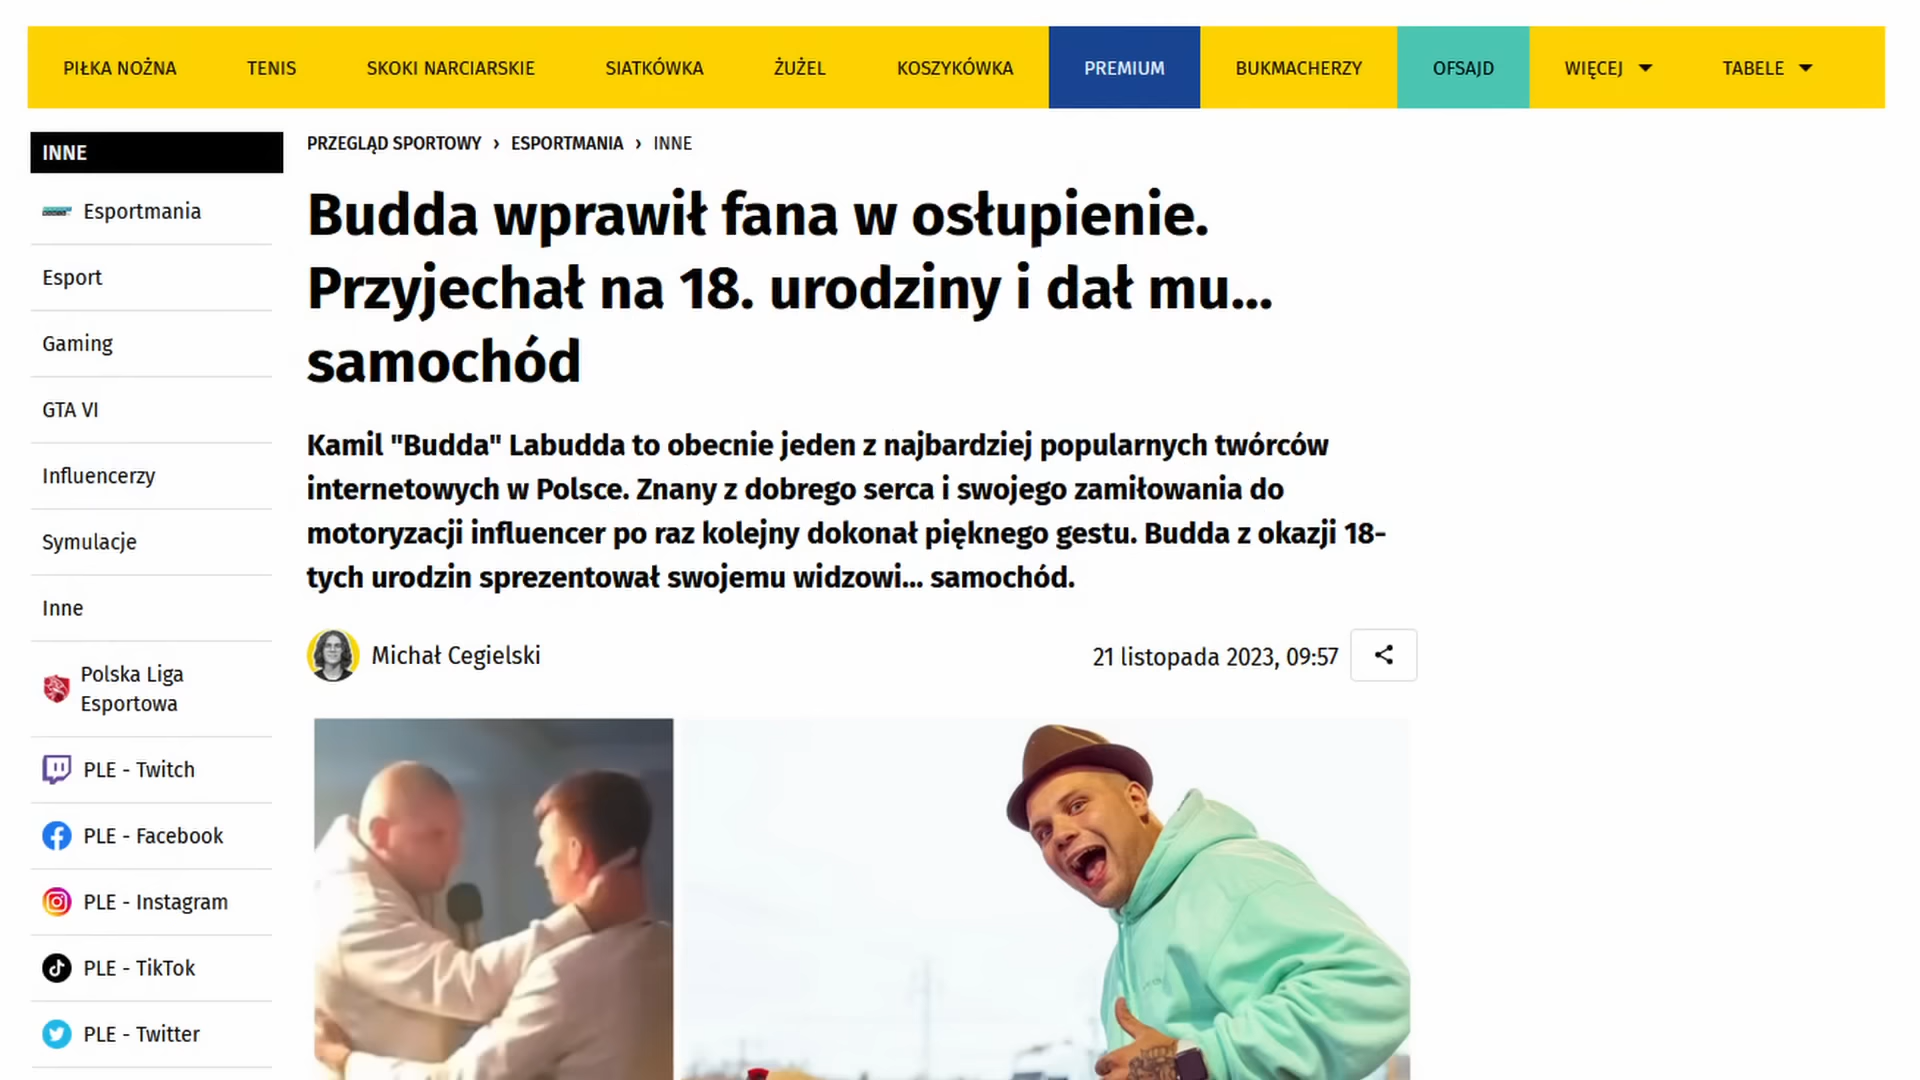 PIŁKA NOŻNA TENIS SKOKI NARCIARSKIE SIATKÓWKA ŻUŻEL KOSZYKÓWKA PREMIUM BUKMACHERZY OFSAJD WIĘCEJ TABELE
INNE
Esportmania
Esport
Gaming
GTA VI
Influencerzy
Symulacje
Inne
Polska Liga
Esportowa
PLE - Twitch
PLE - Facebook
PLE - Instagram
PLE - TikTok
PLE - Twitter
PRZEGLĄD SPORTOWY › ESPORTMANIA › INNE
Budda wprawił fana w osłupienie.
Przyjechał na 18. urodziny i dał mu...
samochód
Kamil "Budda" Labudda to obecnie jeden z najbardziej popularnych twórców
internetowych w Polsce. Znany z dobrego serca i swojego zamiłowania do
motoryzacji influencer po raz kolejny dokonał pięknego gestu. Budda z okazji 18-
tych urodzin sprezentował swojemu widzowi... samochód.
Michał Cegielski
21 listopada 2023, 09:57